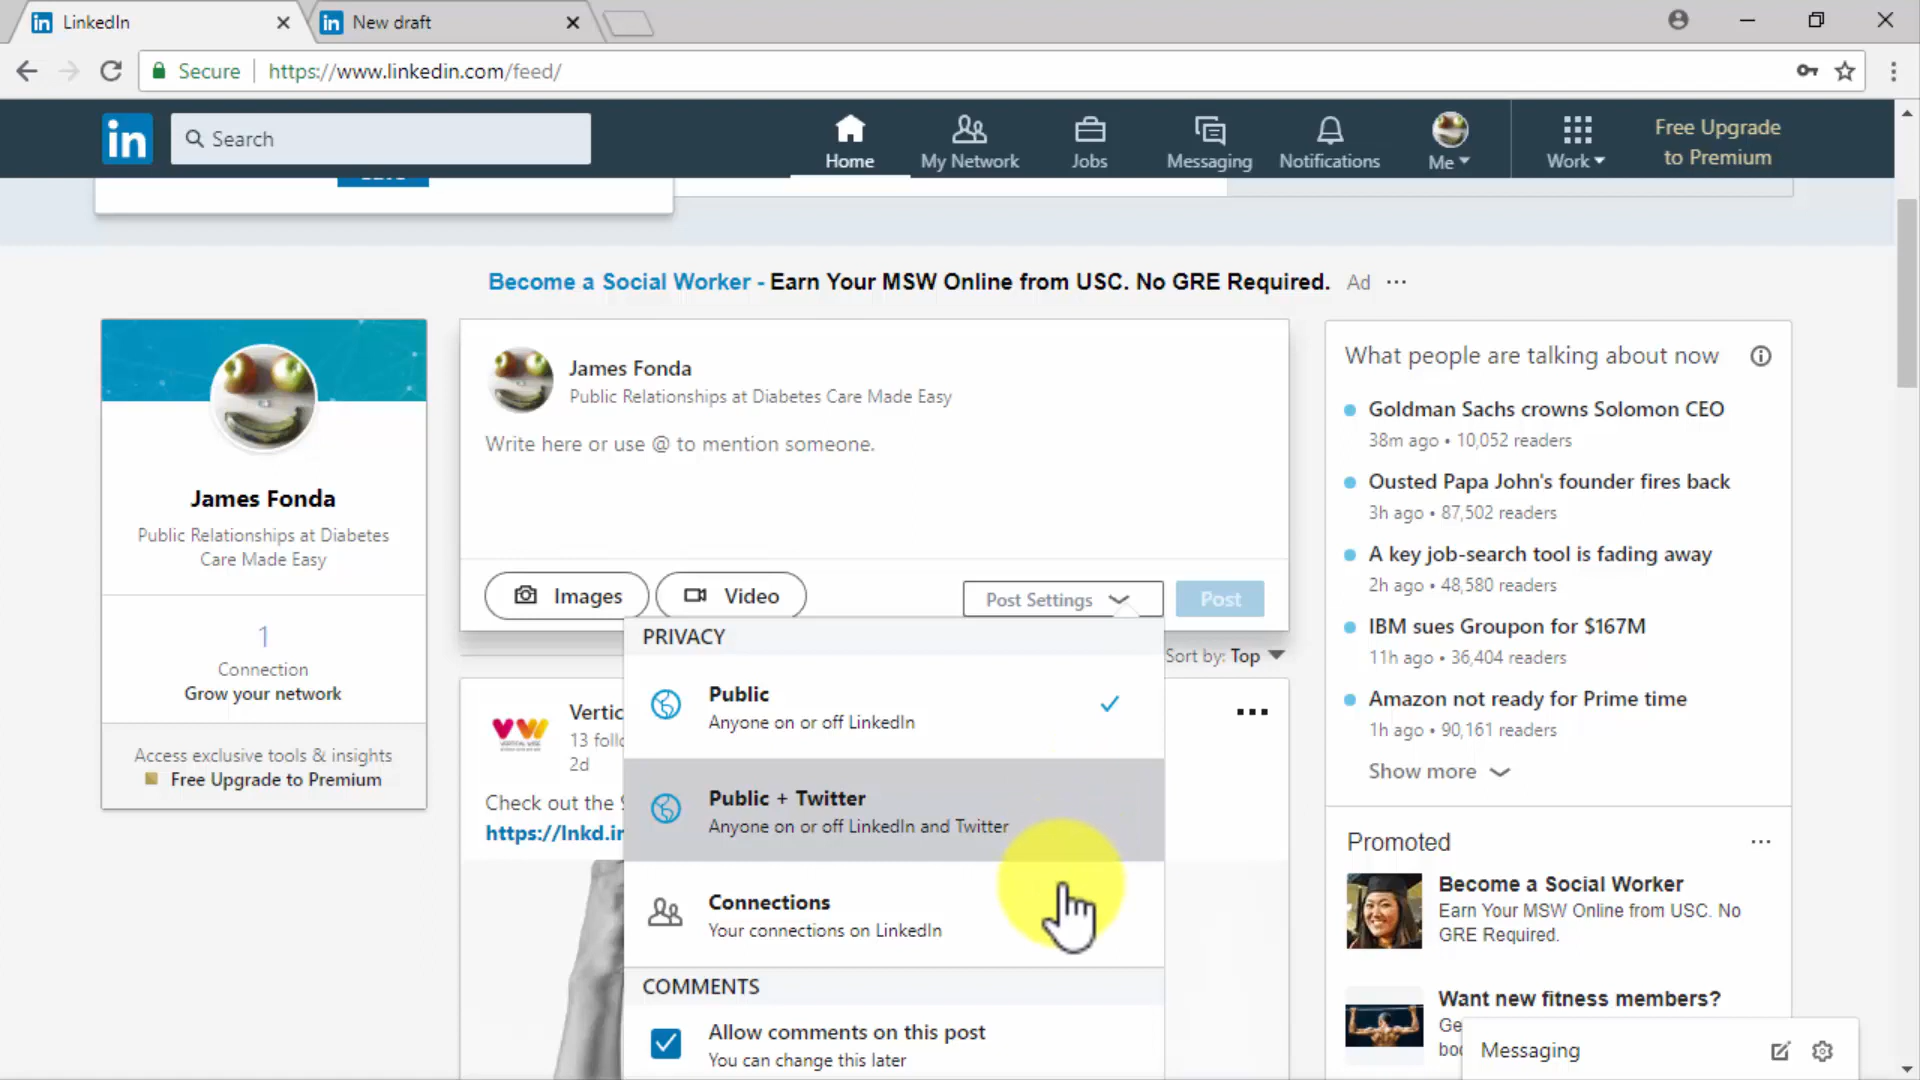 LinkedIn
New draft
Secure
https://www.linkedin.com/feed/
in
Search
Home
My Network
Jobs
Messaging
Notifications
Me
Work
Free Upgrade
to Premium
Become a Social Worker - Earn Your MSW Online from USC. No GRE Required. Ad ...
James Fonda
Public Relationships at Diabetes
Care Made Easy
1
Connection
Grow your network
Access exclusive tools & insights
Free Upgrade to Premium
James Fonda
Public Relationships at Diabetes Care Made Easy
Write here or use @ to mention someone.
Images
Video
Post Settings
Post
PRIVACY
Public
Anyone on or off LinkedIn
Public + Twitter
Anyone on or off LinkedIn and Twitter
Connections
Your connections on LinkedIn
COMMENTS
Allow comments on this post
You can change this later
Sort by: Top
2d
Check out the
What people are talking about now
Goldman Sachs crowns Solomon CEO
38m ago • 10,052 readers
Ousted Papa John's founder fires back
3h ago • 87,502 readers
A key job-search tool is fading away
2h ago • 48,580 readers
IBM sues Groupon for $167M
11h ago • 36,404 readers
Amazon not ready for Prime time
1h ago • 90,161 readers
Show more
Promoted
Become a Social Worker
Earn Your MSW Online from USC. No
GRE Required.
Want new fitness members?
Messaging